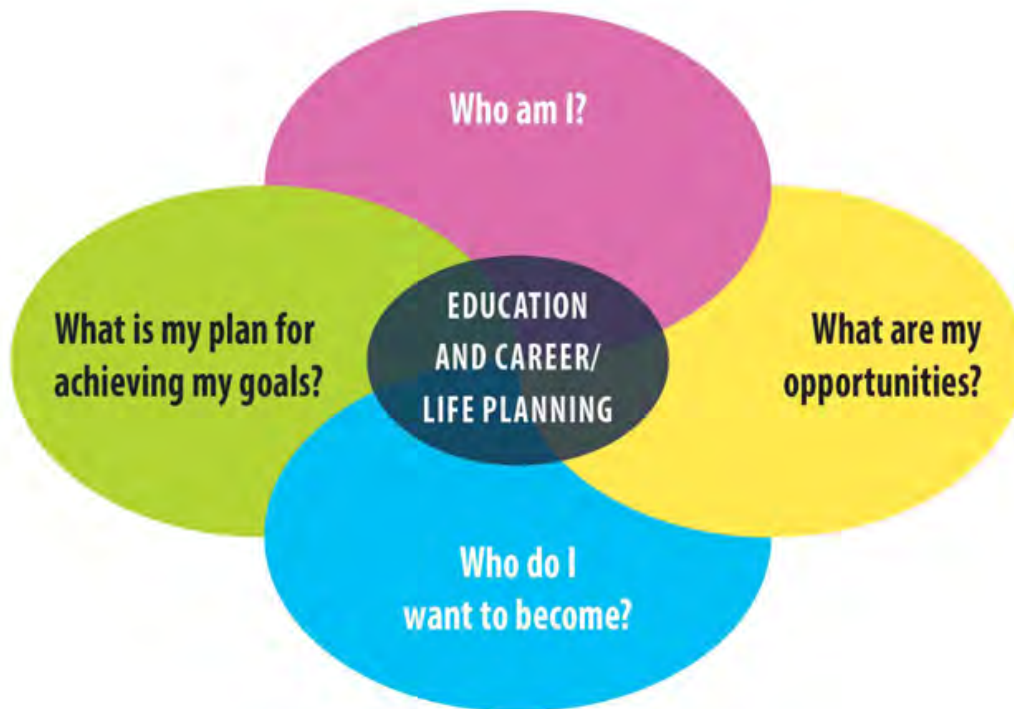 Who am I?
What is my plan for
achieving my goals?
EDUCATION
AND CAREER/
LIFE PLANNING
What are my
opportunities?
Who do I
want to become?